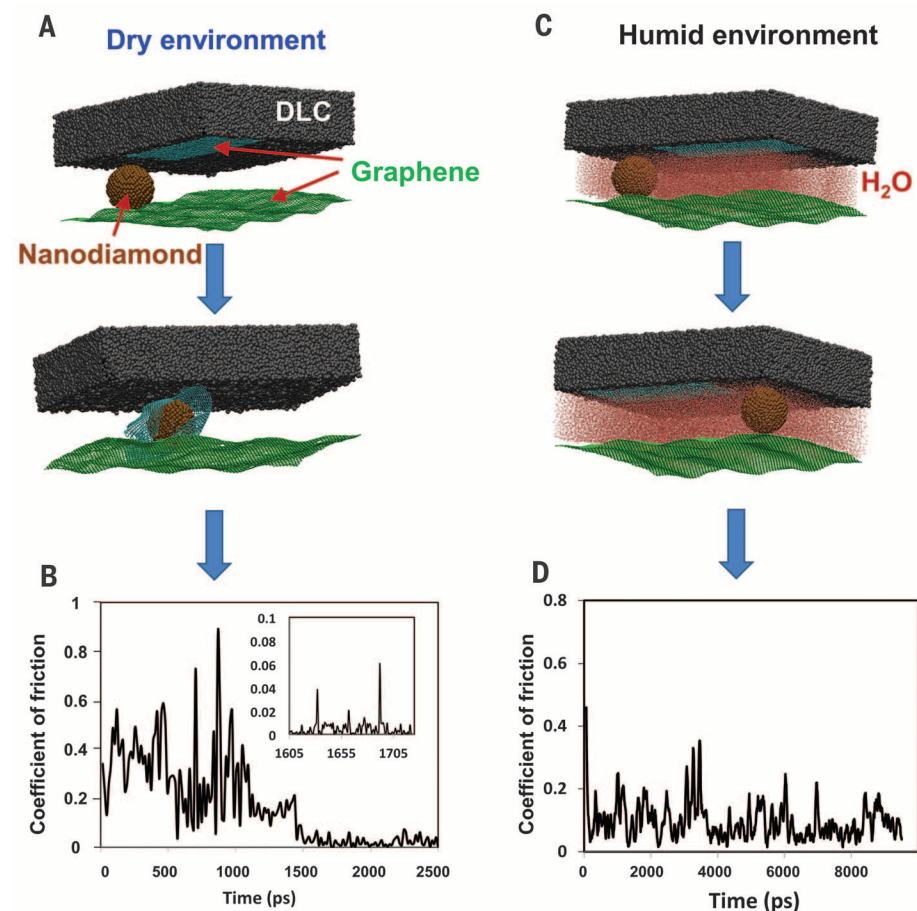 A
Dry environment
DLC
Graphene
Nanodiamond
B
Coefficient of friction
1
0.8
0.6
0.4
0.2
0
0.1
0.08
0.06
0.04
0.02
0
1605 1655 1705
0 500 1000 1500 2000 2500
Time (ps)
C
Humid environment
H₂O
D
Coefficient of friction
0.8
0.6
0.4
0.2
0
0 2000 4000 6000 8000
Time (ps)